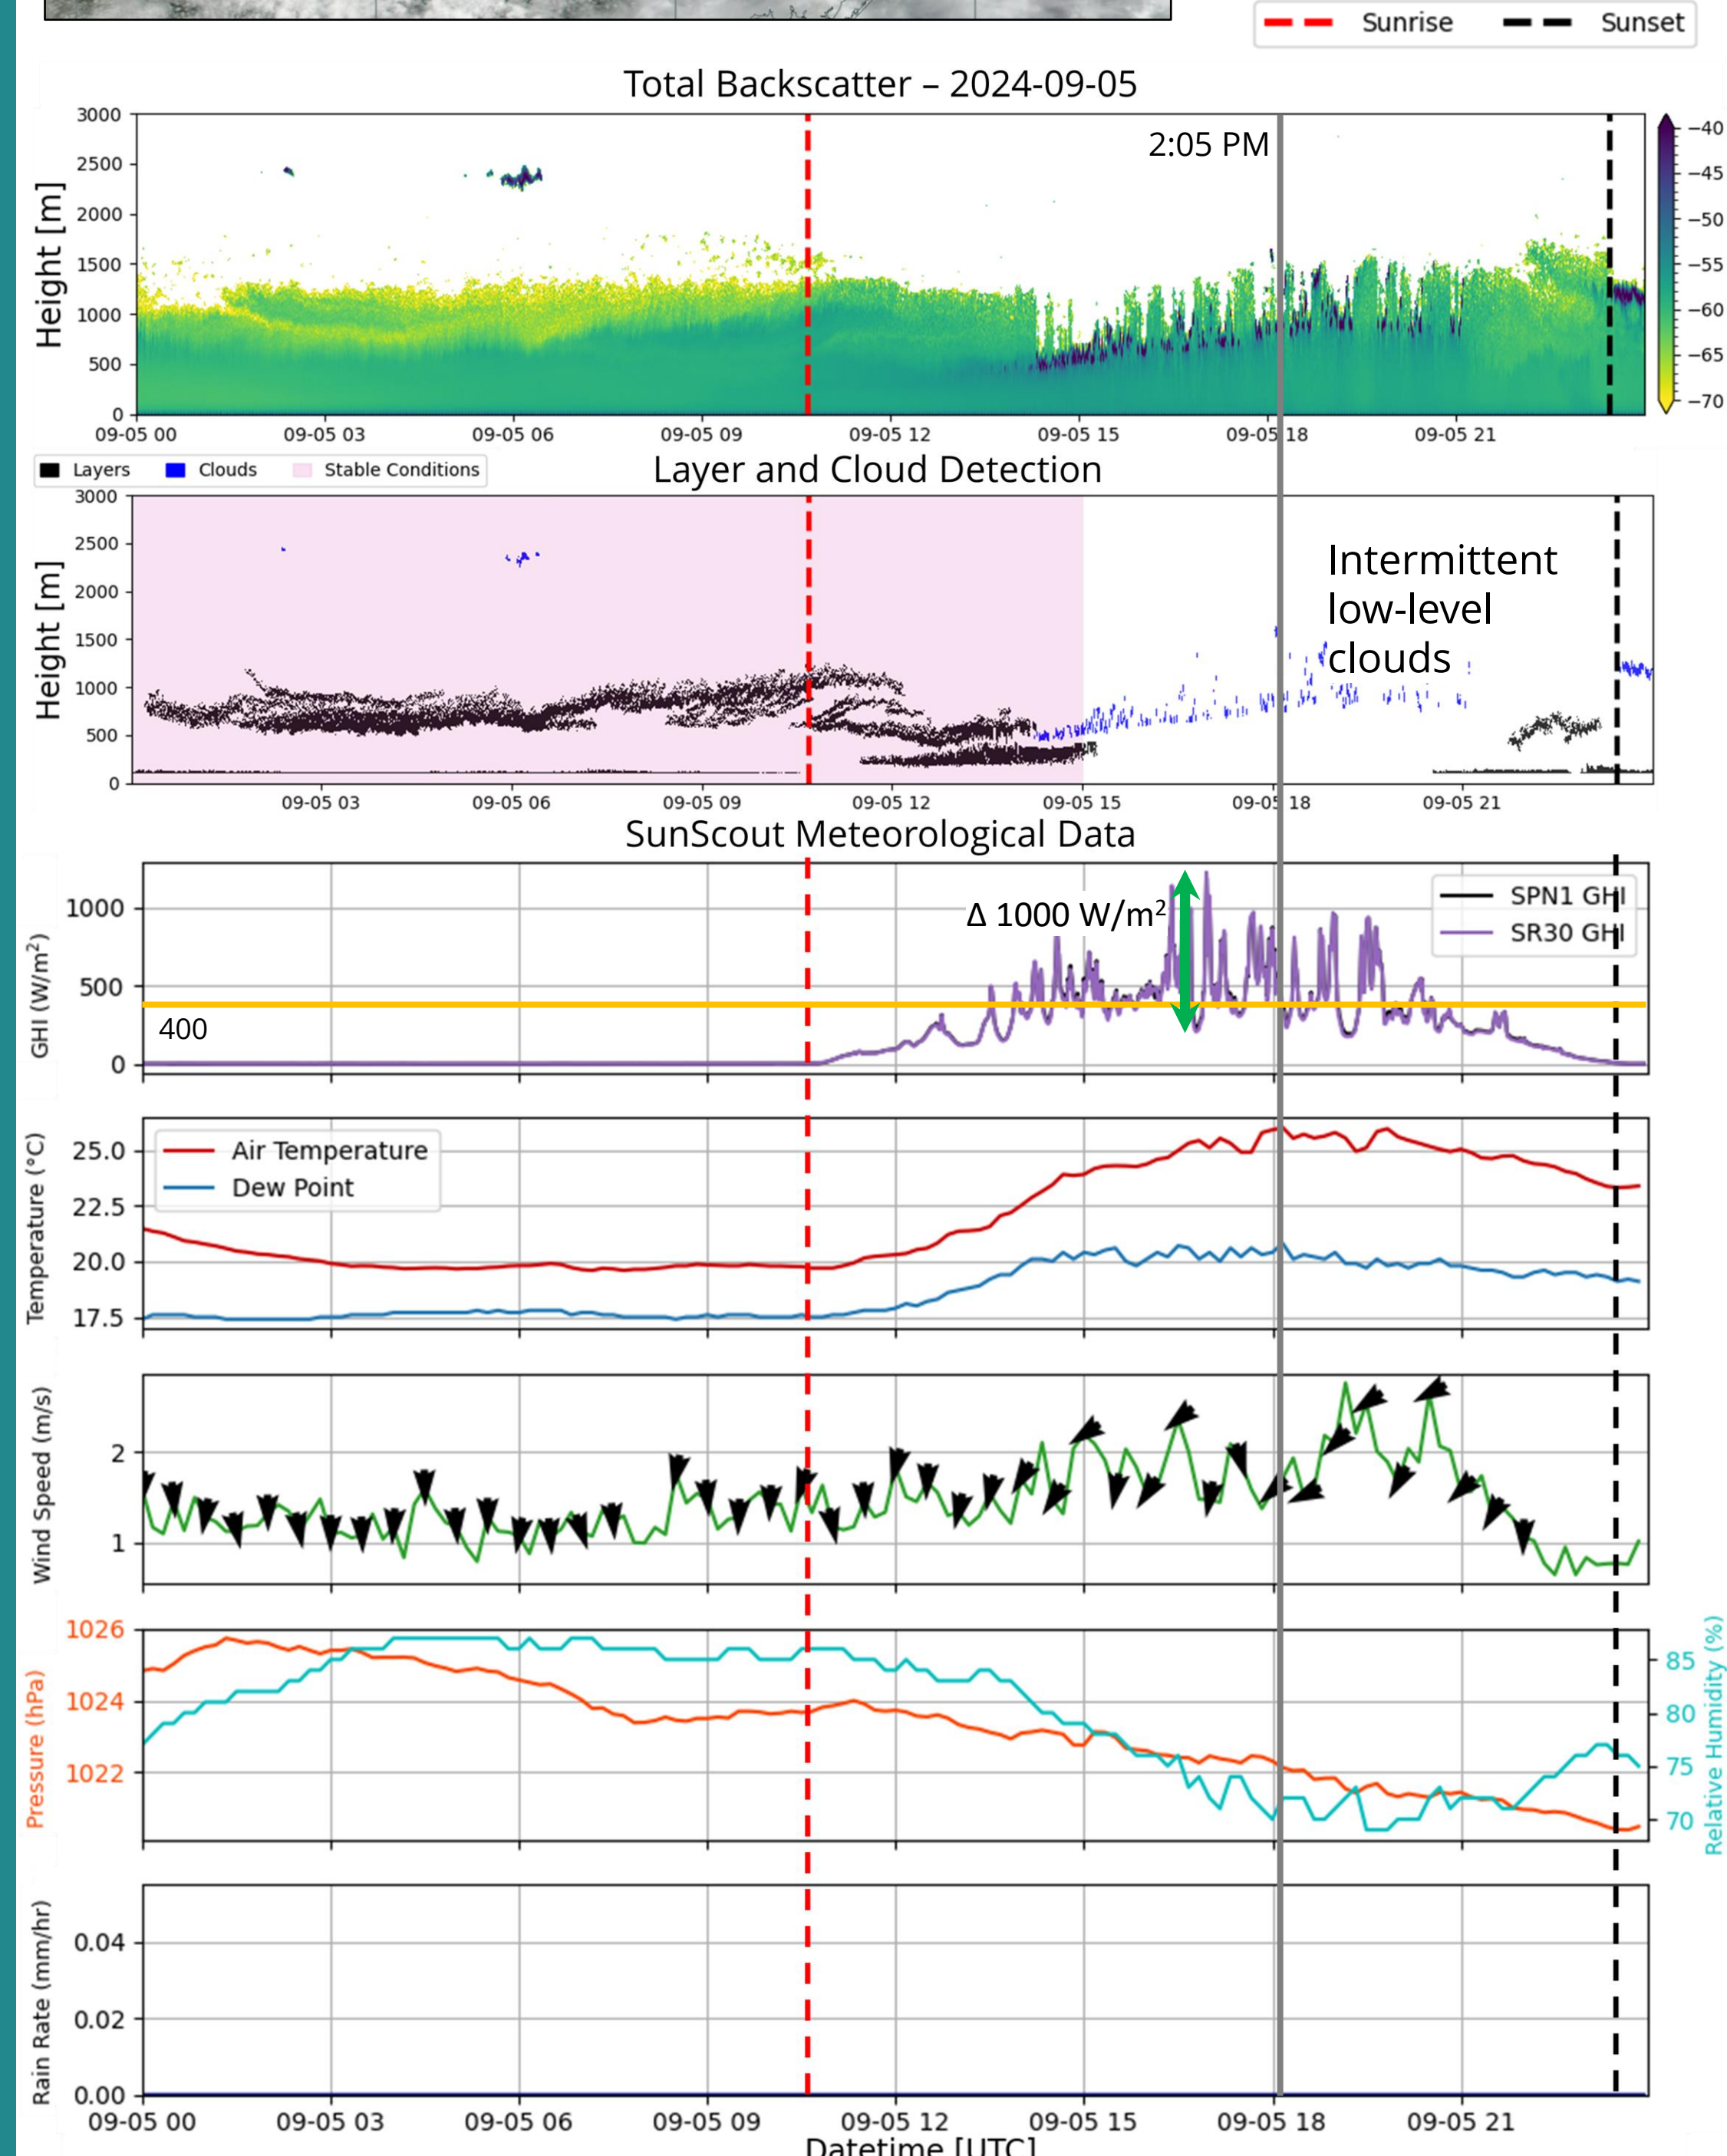 Sunrise Sunset
Total Backscatter – 2024-09-05
2:05 PM
Height [m]
3000
2500
2000
1500
1000
500
0
09-05 00 09-05 03 09-05 06 09-05 09 09-05 12 09-05 15 09-05 18 09-05 21
−40
−45
−50
−55
−60
−65
−70
Layers Clouds Stable Conditions
Layer and Cloud Detection
Height [m]
3000
2500
2000
1500
1000
500
0
Intermittent
low-level
clouds
09-05 03 09-05 06 09-05 09 09-05 12 09-05 15 09-05 18 09-05 21
SunScout Meteorological Data
GHI (W/m²)
1000
500
0
400
Δ 1000 W/m²
SPN1 GHI
SR30 GHI
Temperature (°C)
25.0
22.5
20.0
17.5
Air Temperature
Dew Point
Wind Speed (m/s)
2
1
Pressure (hPa)
1026
1024
1022
85
80
75
70
Relative Humidity (%)
Rain Rate (mm/hr)
0.04
0.02
0.00
09-05 00 09-05 03 09-05 06 09-05 09 09-05 12 09-05 15 09-05 18 09-05 21
Datetime [UTC]